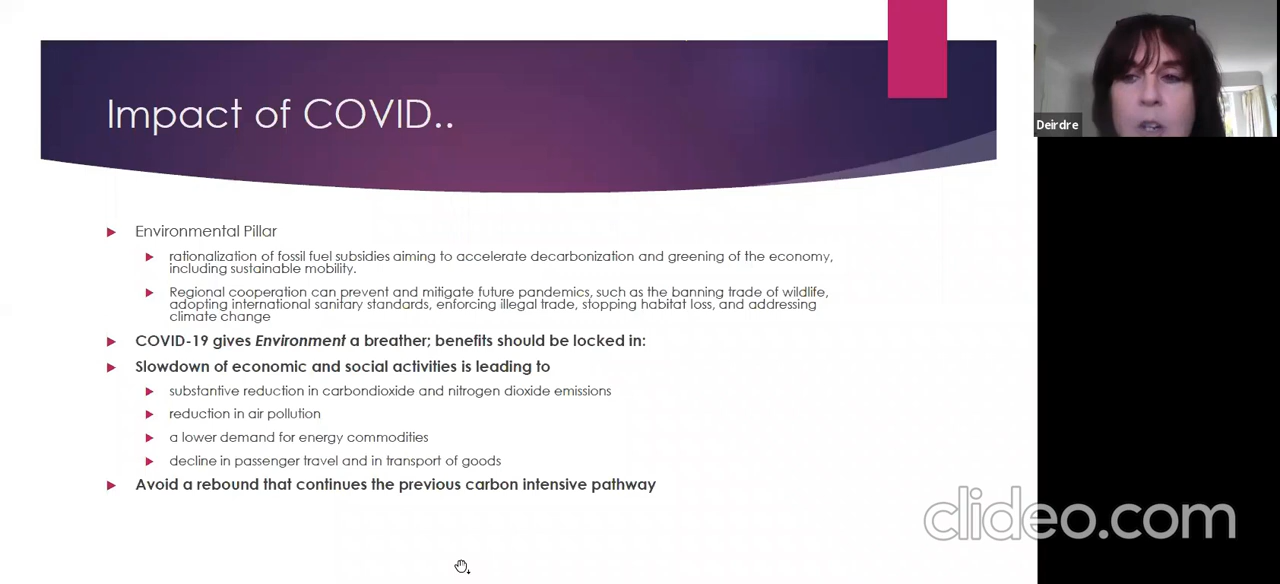 Impact of COVID..
Deirdre
Environmental Pillar
rationalization of fossil fuel subsidies aiming to accelerate decarbonization and greening of the economy,
including sustainable mobility.
Regional cooperation can prevent and mitigate future pandemics, such as the banning trade of wildlife,
adopting international sanitary standards, enforcing illegal trade, stopping habitat loss, and addressing
climate change
COVID-19 gives Environment a breather; benefits should be locked in:
Slowdown of economic and social activities is leading to
substantive reduction in carbondioxide and nitrogen dioxide emissions
reduction in air pollution
a lower demand for energy commodities
decline in passenger travel and in transport of goods
Avoid a rebound that continues the previous carbon intensive pathway
clideo.com